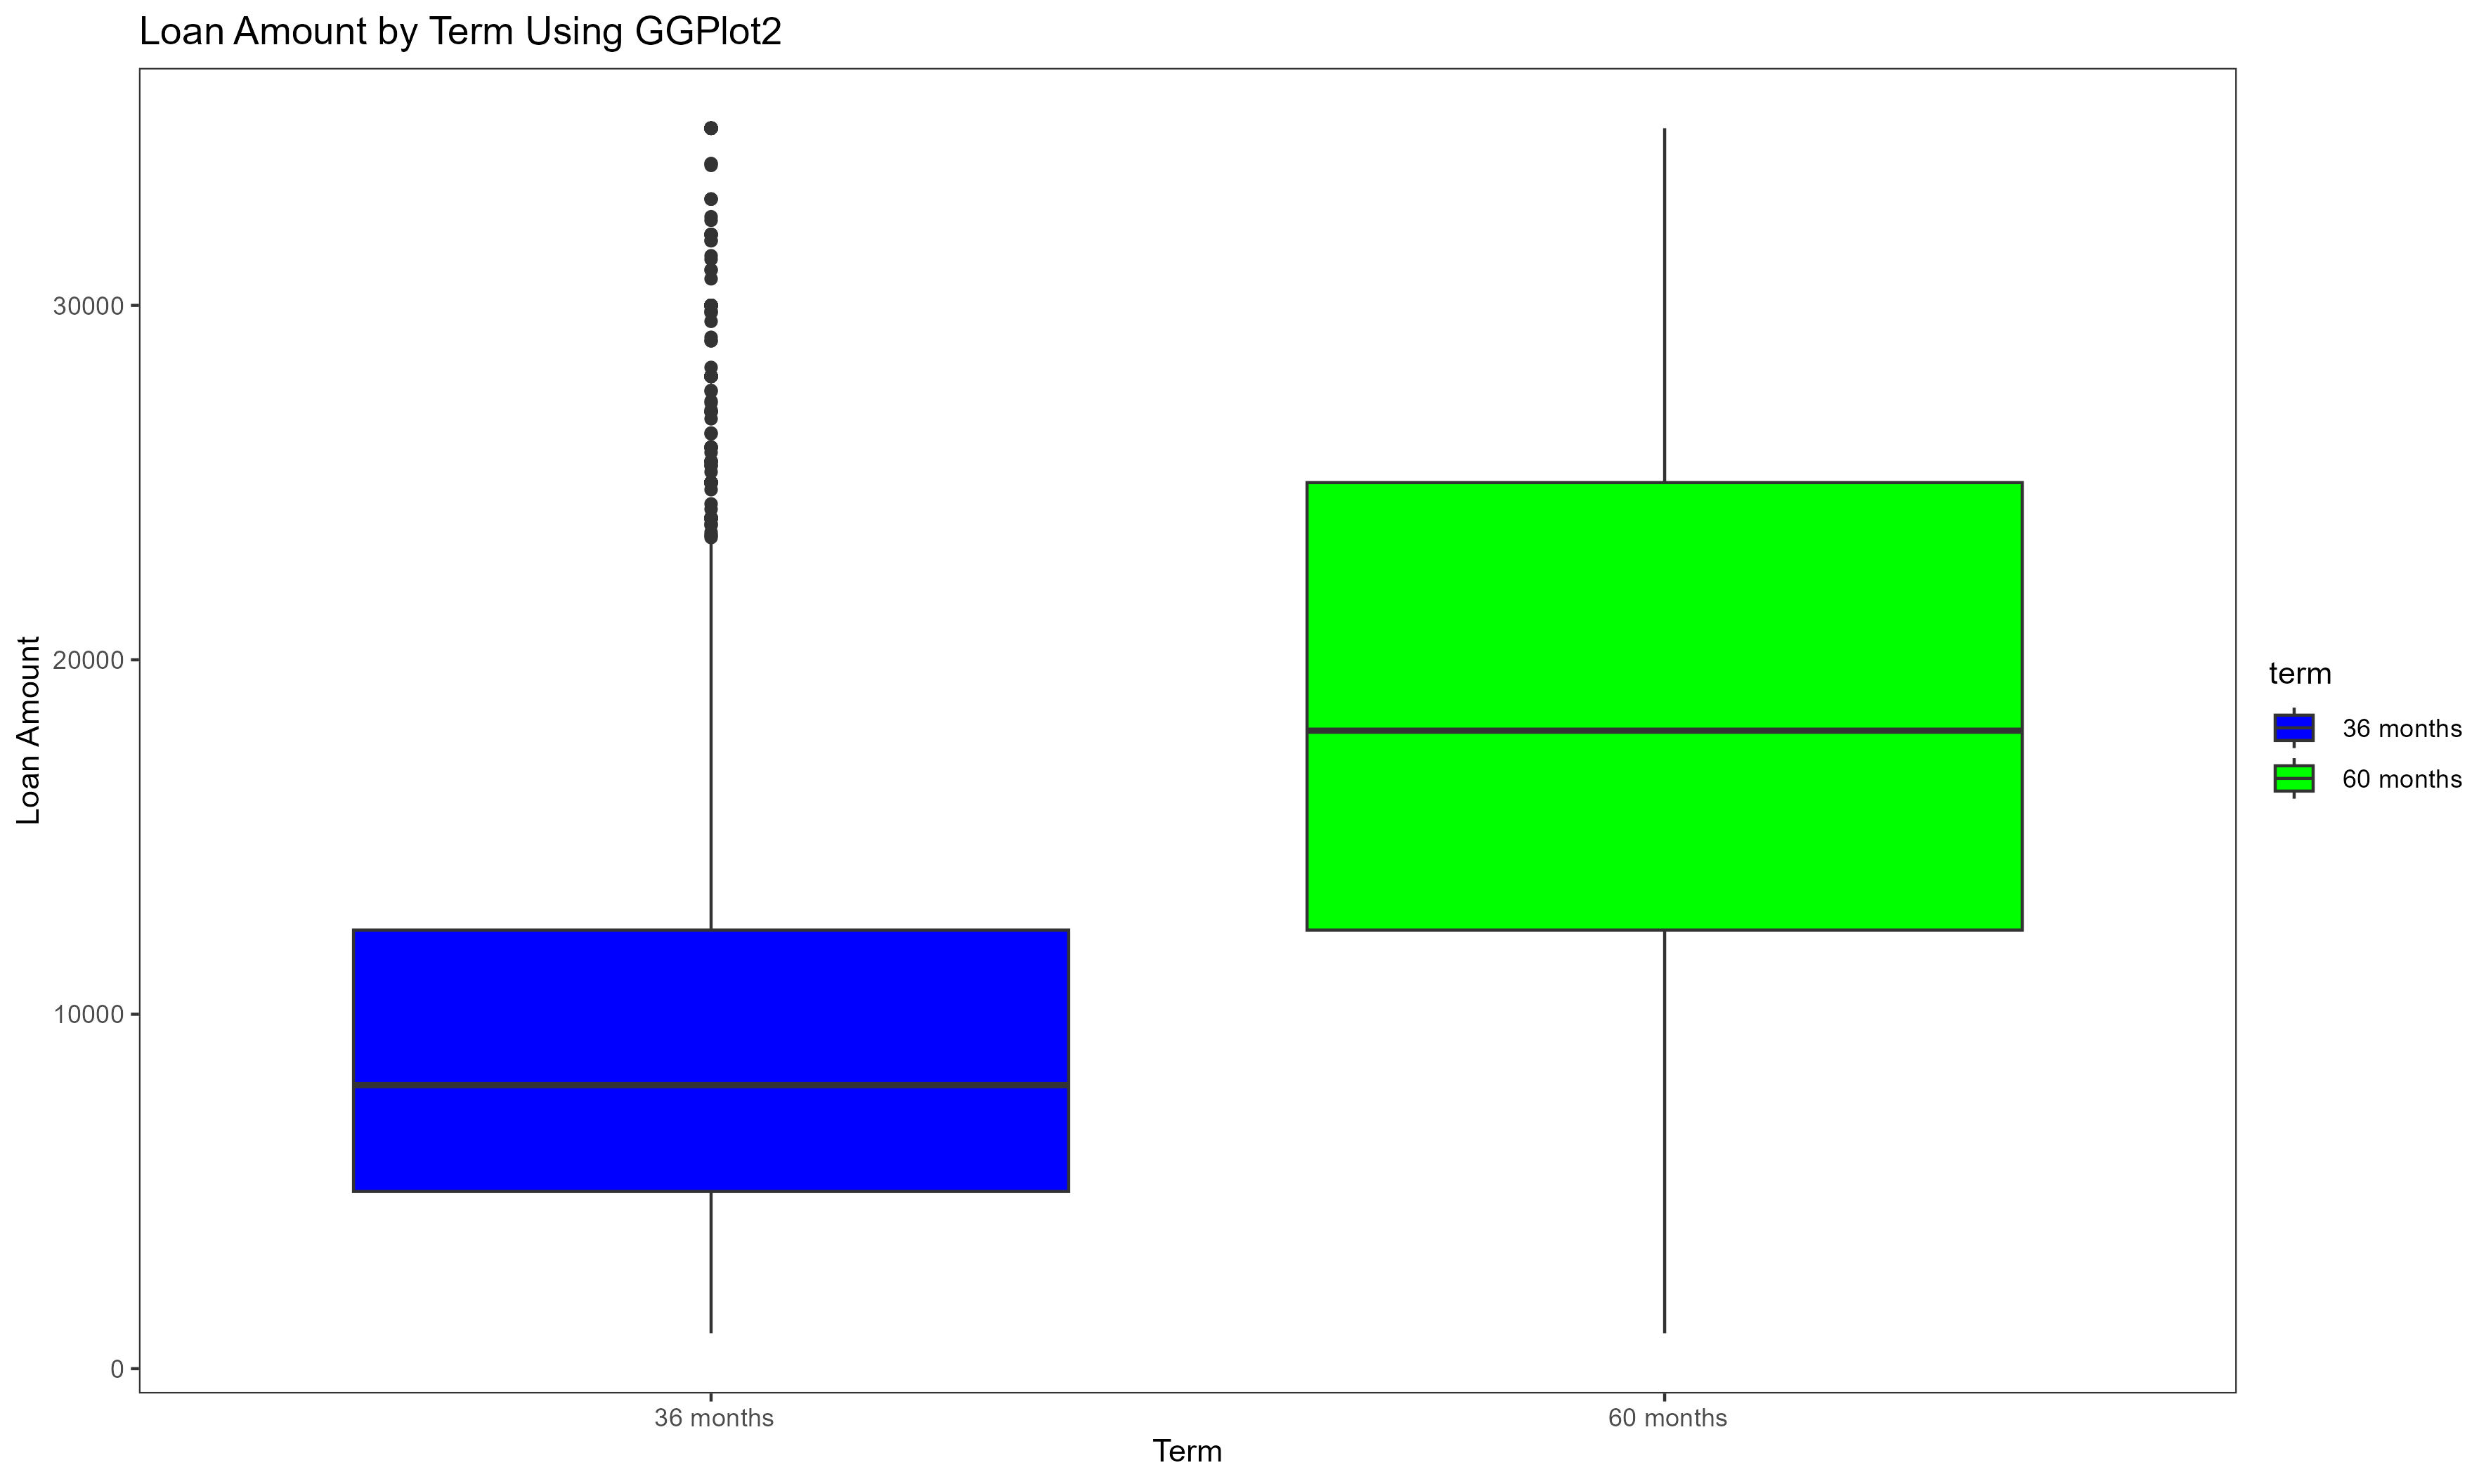 Loan Amount by Term Using GGPlot2
Loan Amount
30000
20000
10000
0
36 months
60 months
Term
term
36 months
60 months